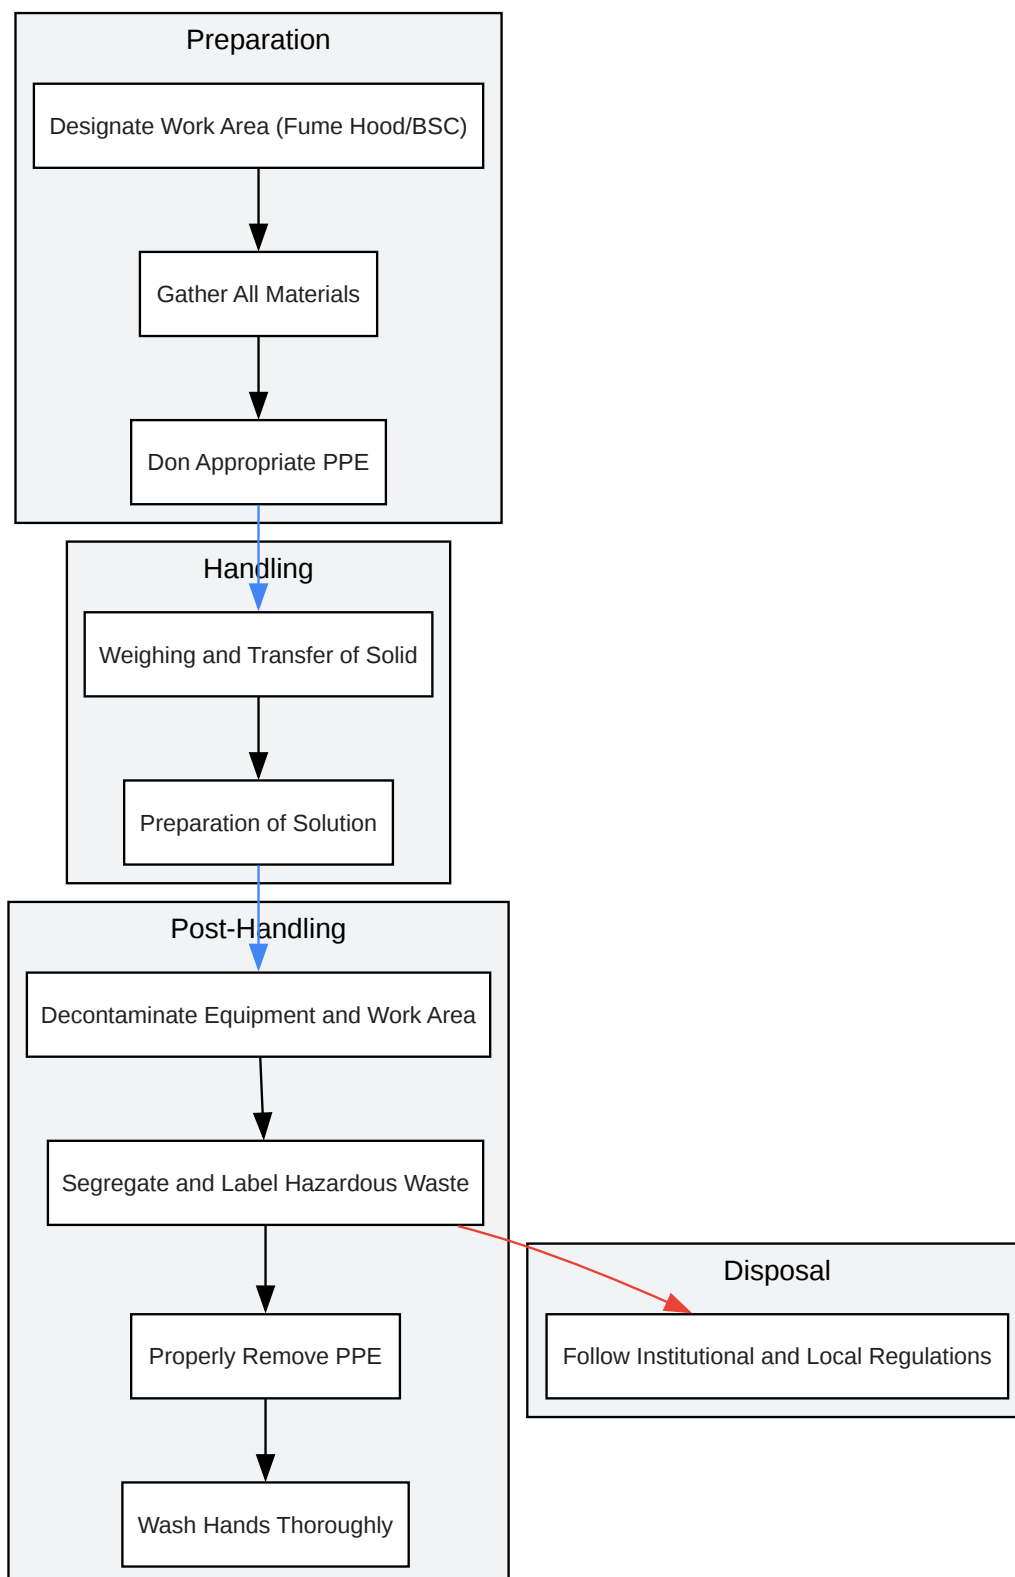 Preparation
Designate Work Area (Fume Hood/BSC)
Gather All Materials
Don Appropriate PPE
Handling
Weighing and Transfer of Solid
Preparation of Solution
Post-Handling
Decontaminate Equipment and Work Area
Segregate and Label Hazardous Waste
Disposal
Properly Remove PPE
Follow Institutional and Local Regulations
Wash Hands Thoroughly